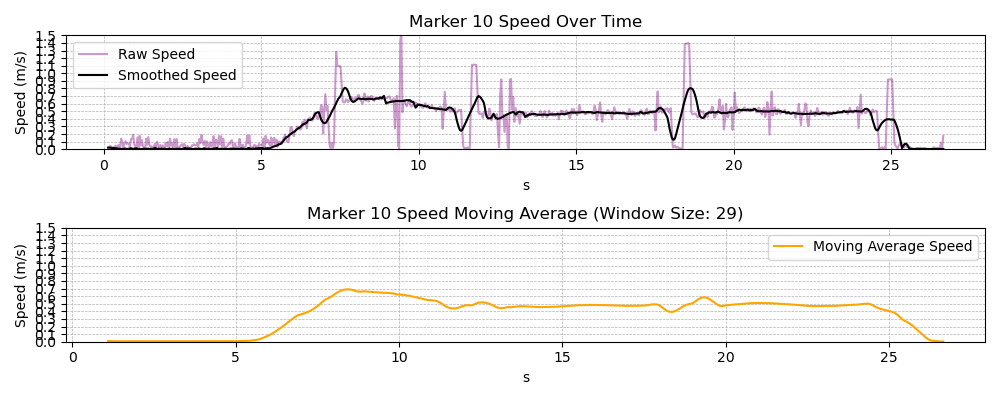 Marker 10 Speed Over Time
Speed (m/s)
1.5
1.4
1.3
1.2
1.1
1.0
0.9
0.8
0.7
0.6
0.5
0.4
0.3
0.2
0.1
0.0
Raw Speed
Smoothed Speed
0 5 10 15 20 25
s
Marker 10 Speed Moving Average (Window Size: 29)
Speed (m/s)
1.5
1.4
1.3
1.2
1.1
1.0
0.9
0.8
0.7
0.6
0.5
0.4
0.3
0.2
0.1
0.0
Moving Average Speed
0 5 10 15 20 25
s